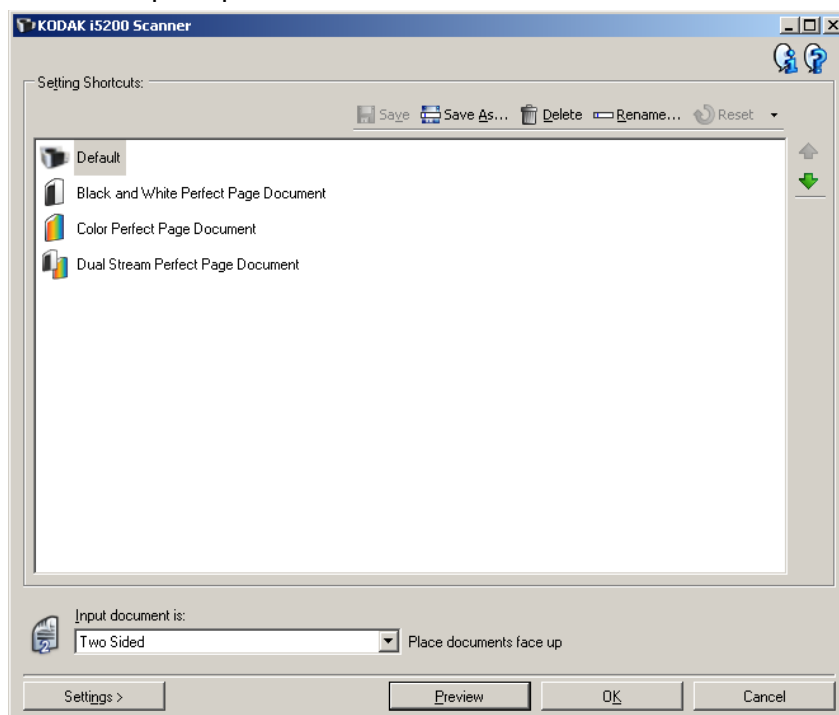 KODAK i5200 Scanner
Setting Shortcuts:
Save Save As... Delete Rename... Reset
Default
Black and White Perfect Page Document
Color Perfect Page Document
Dual Stream Perfect Page Document
Input document is:
Two Sided Place documents face up
Settings > Preview OK Cancel